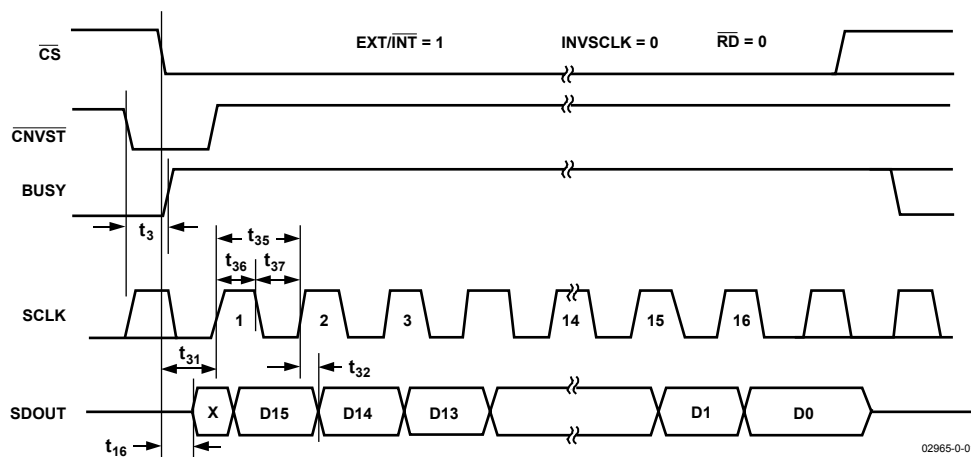 EXT/INT = 1 INVSCLK = 0 RD = 0
CS
CNVST
BUSY
t3
t35
t36 t37
SCLK
1 2 3 14 15 16
t31
t32
SDOUT
X D15 D14 D13 D1 D0
t16
02965-0-0